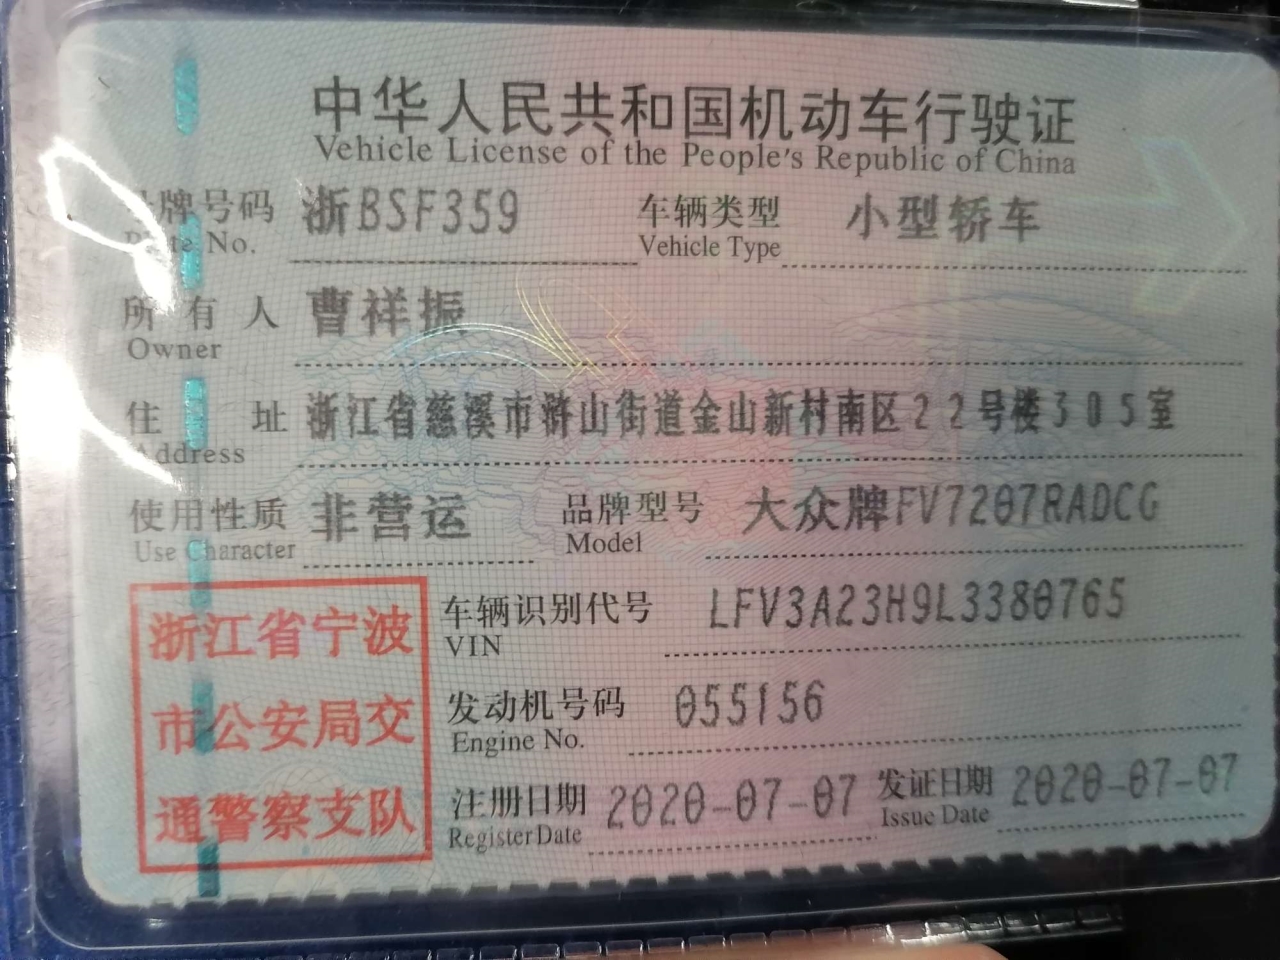 中华人民共和国机动车行驶证
Vehicle License of the People's Republic of China
号牌号码 浙BSF359 车辆类型 小型轿车
Plate No. Vehicle Type
所有人 曹祥振
Owner
住址 浙江省慈溪市浒山街道金山新村南区22号楼305室
Address
使用性质 非营运 品牌型号 大众牌FV7207RADCG
Use Character Model
浙江省宁波
市公安局交
通警察支队
车辆识别代号 LFV3A23H9L3380765
VIN
发动机号码 055156
Engine No.
注册日期 2020-07-07 发证日期 2020-07-07
Register Date Issue Date